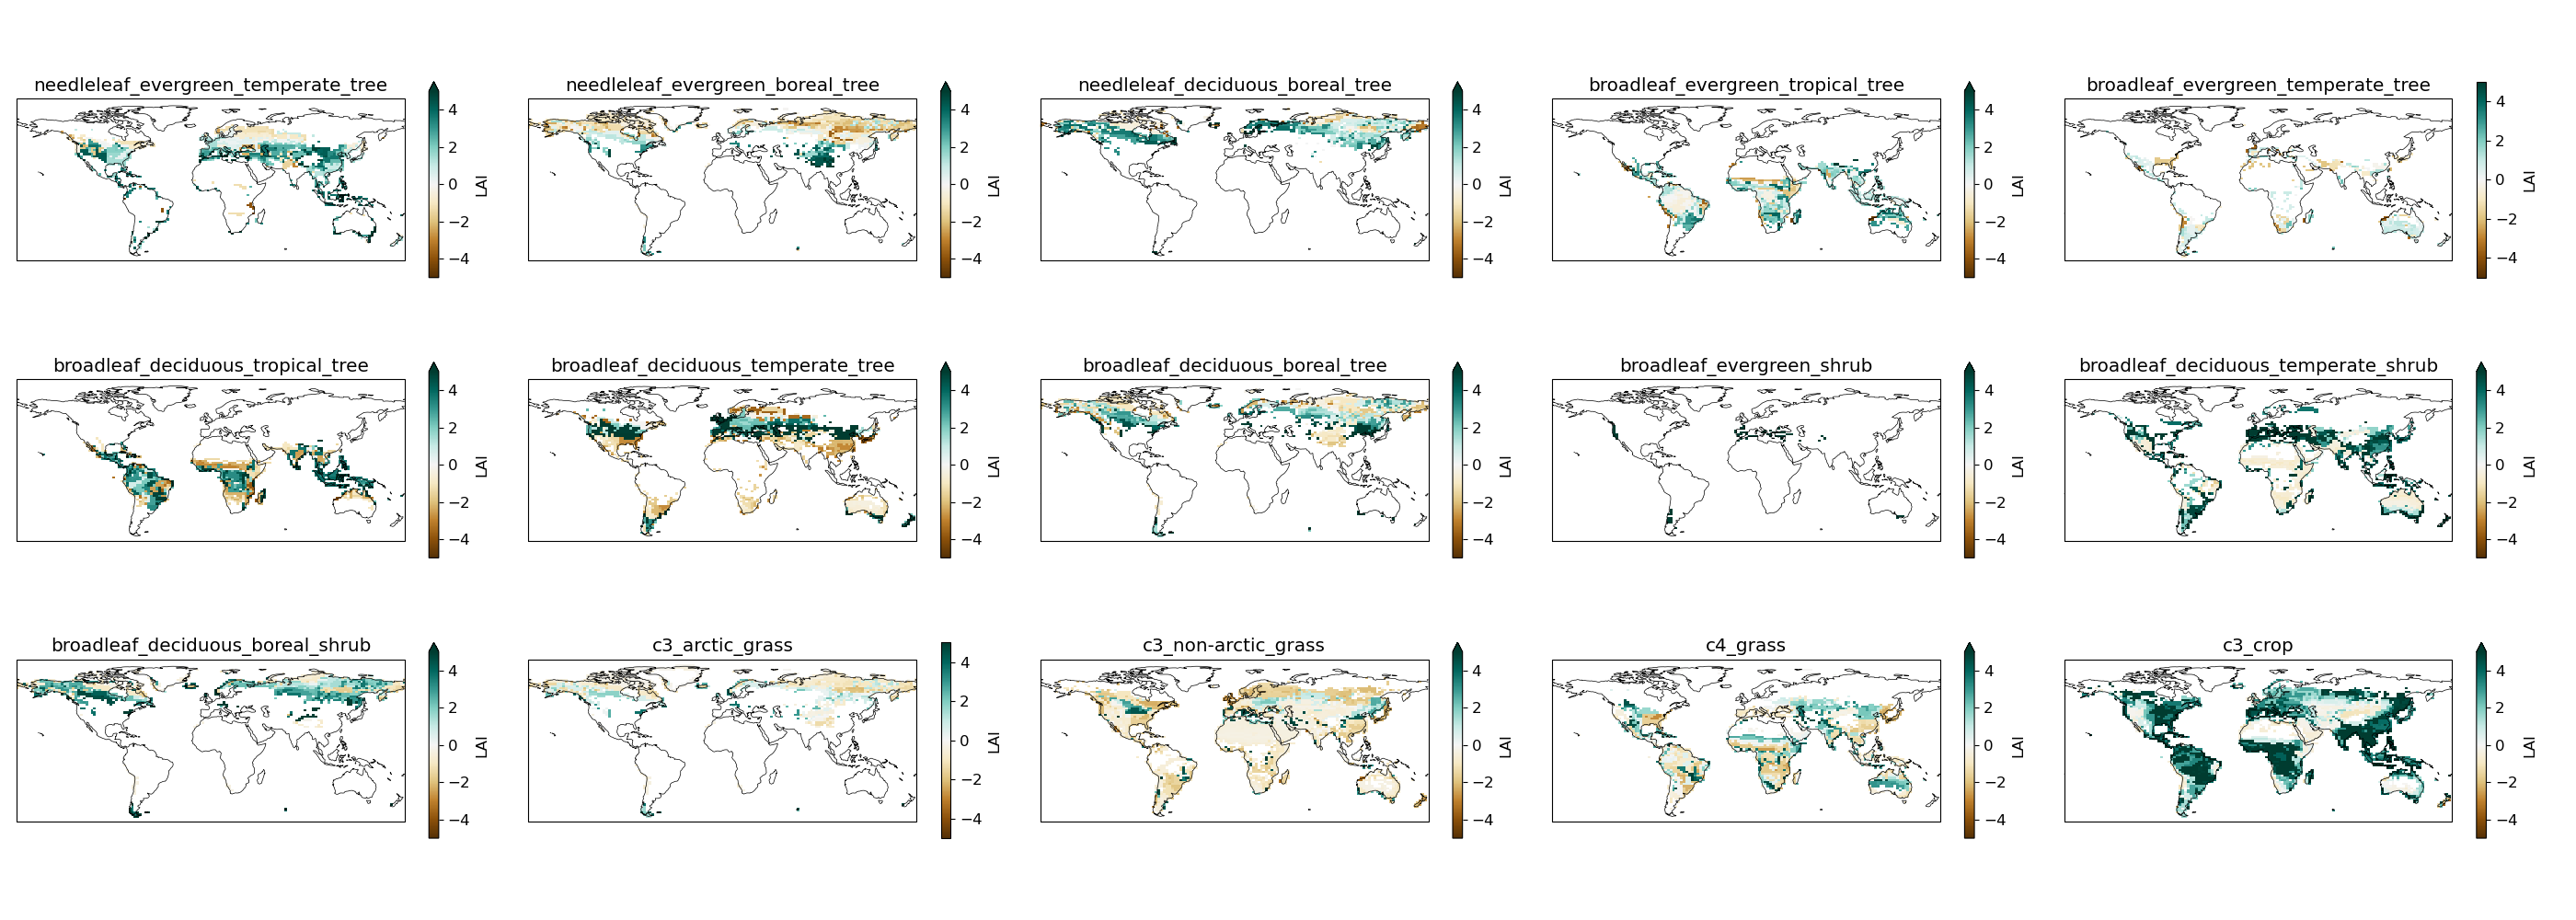 needleleaf_evergreen_temperate_tree
4
2
0
−2
−4
LAI
needleleaf_evergreen_boreal_tree
4
2
0
−2
−4
LAI
needleleaf_deciduous_boreal_tree
4
2
0
−2
−4
LAI
broadleaf_evergreen_tropical_tree
4
2
0
−2
−4
LAI
broadleaf_evergreen_temperate_tree
4
2
0
−2
−4
LAI
broadleaf_deciduous_tropical_tree
4
2
0
−2
−4
LAI
broadleaf_deciduous_temperate_tree
4
2
0
−2
−4
LAI
broadleaf_deciduous_boreal_tree
4
2
0
−2
−4
LAI
broadleaf_evergreen_shrub
4
2
0
−2
−4
LAI
broadleaf_deciduous_temperate_shrub
4
2
0
−2
−4
LAI
broadleaf_deciduous_boreal_shrub
4
2
0
−2
−4
LAI
c3_arctic_grass
4
2
0
−2
−4
LAI
c3_non-arctic_grass
4
2
0
−2
−4
LAI
c4_grass
4
2
0
−2
−4
LAI
c3_crop
4
2
0
−2
−4
LAI